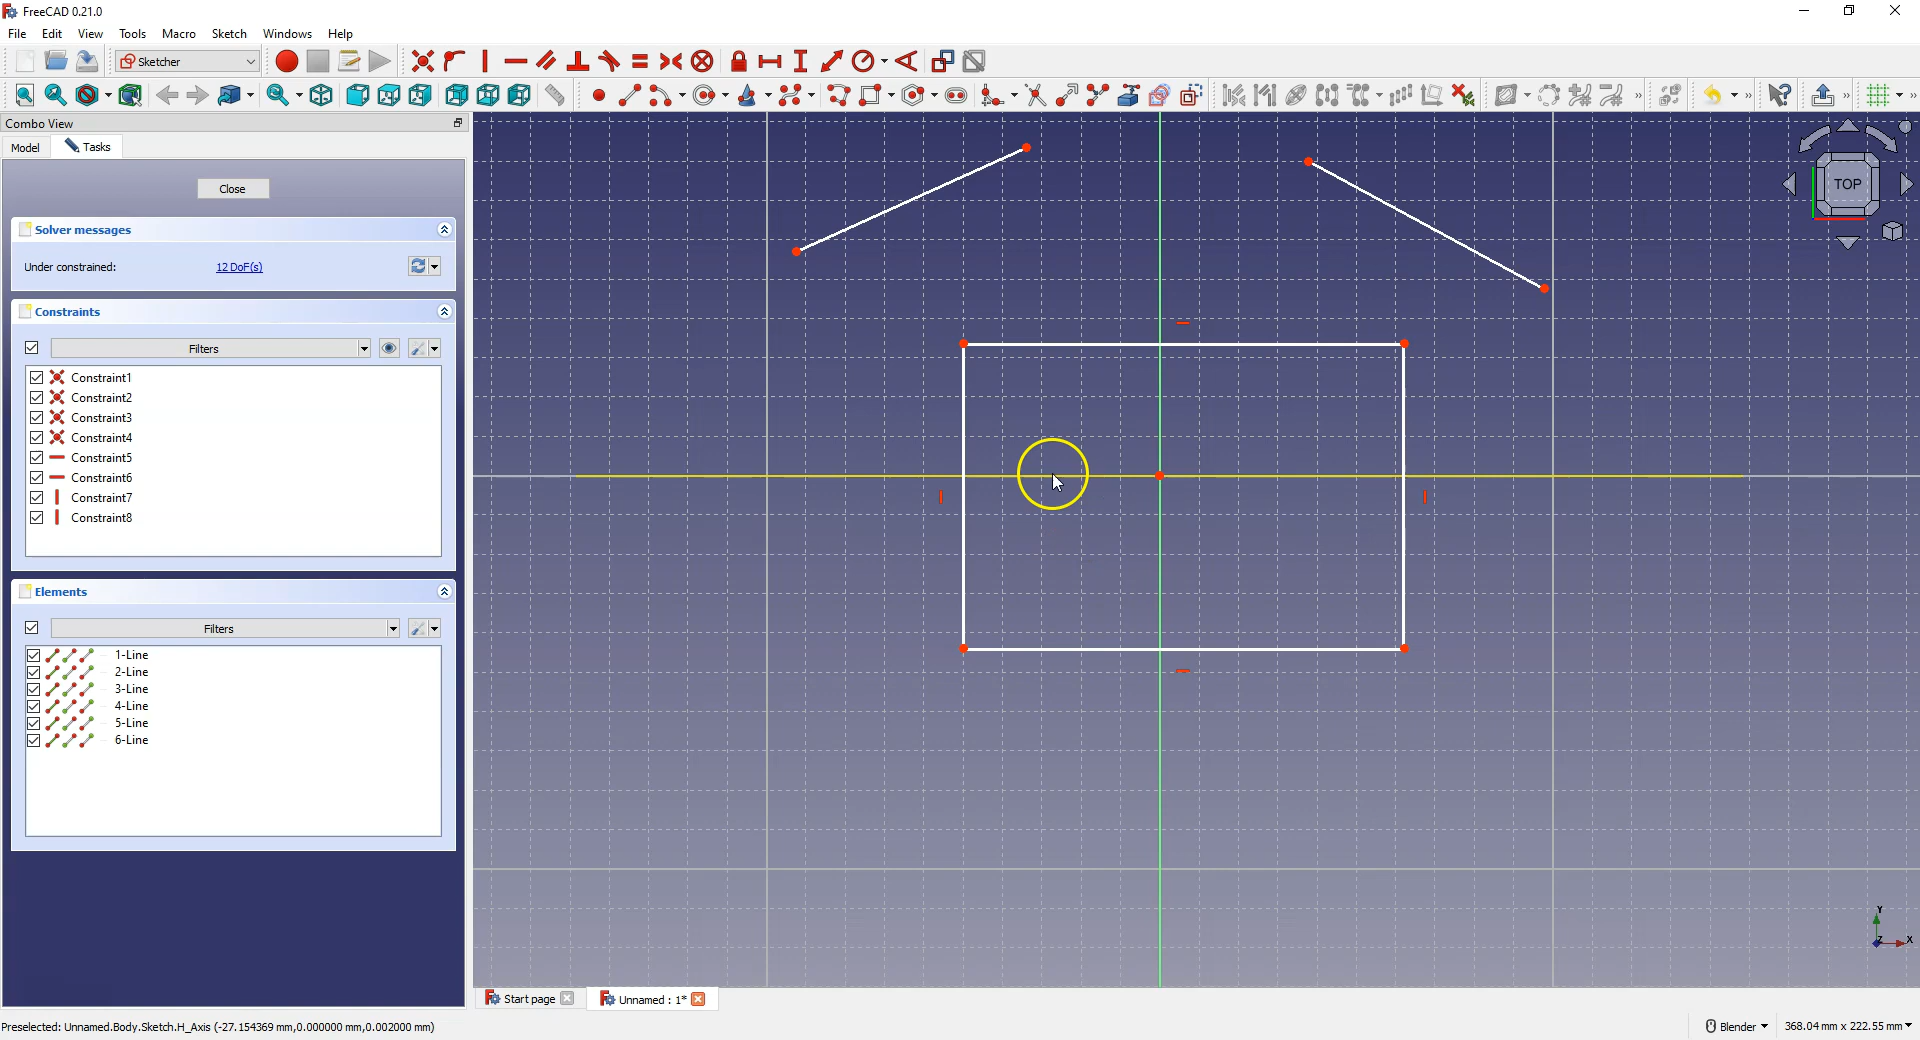 FreeCAD 0.21.0
File Edit View Tools Macro Sketch Windows Help
Sketcher
Combo View
Model Tasks
TOP
Close
Solver messages
Under constrained: 12 DoF(s)
Constraints
Filters
Constraint1
Constraint2
Constraint3
Constraint4
Constraint5
Constraint6
Constraint7
Constraint8
Elements
Filters
1-Line
2-Line
3-Line
4-Line
5-Line
6-Line
Y
Z X
Start page Unnamed : 1*
Preselected: Unnamed.Body.Sketch.H_Axis (-27.154369 mm,0.000000 mm,0.002000 mm) Blender 368.04 mm x 222.55 mm